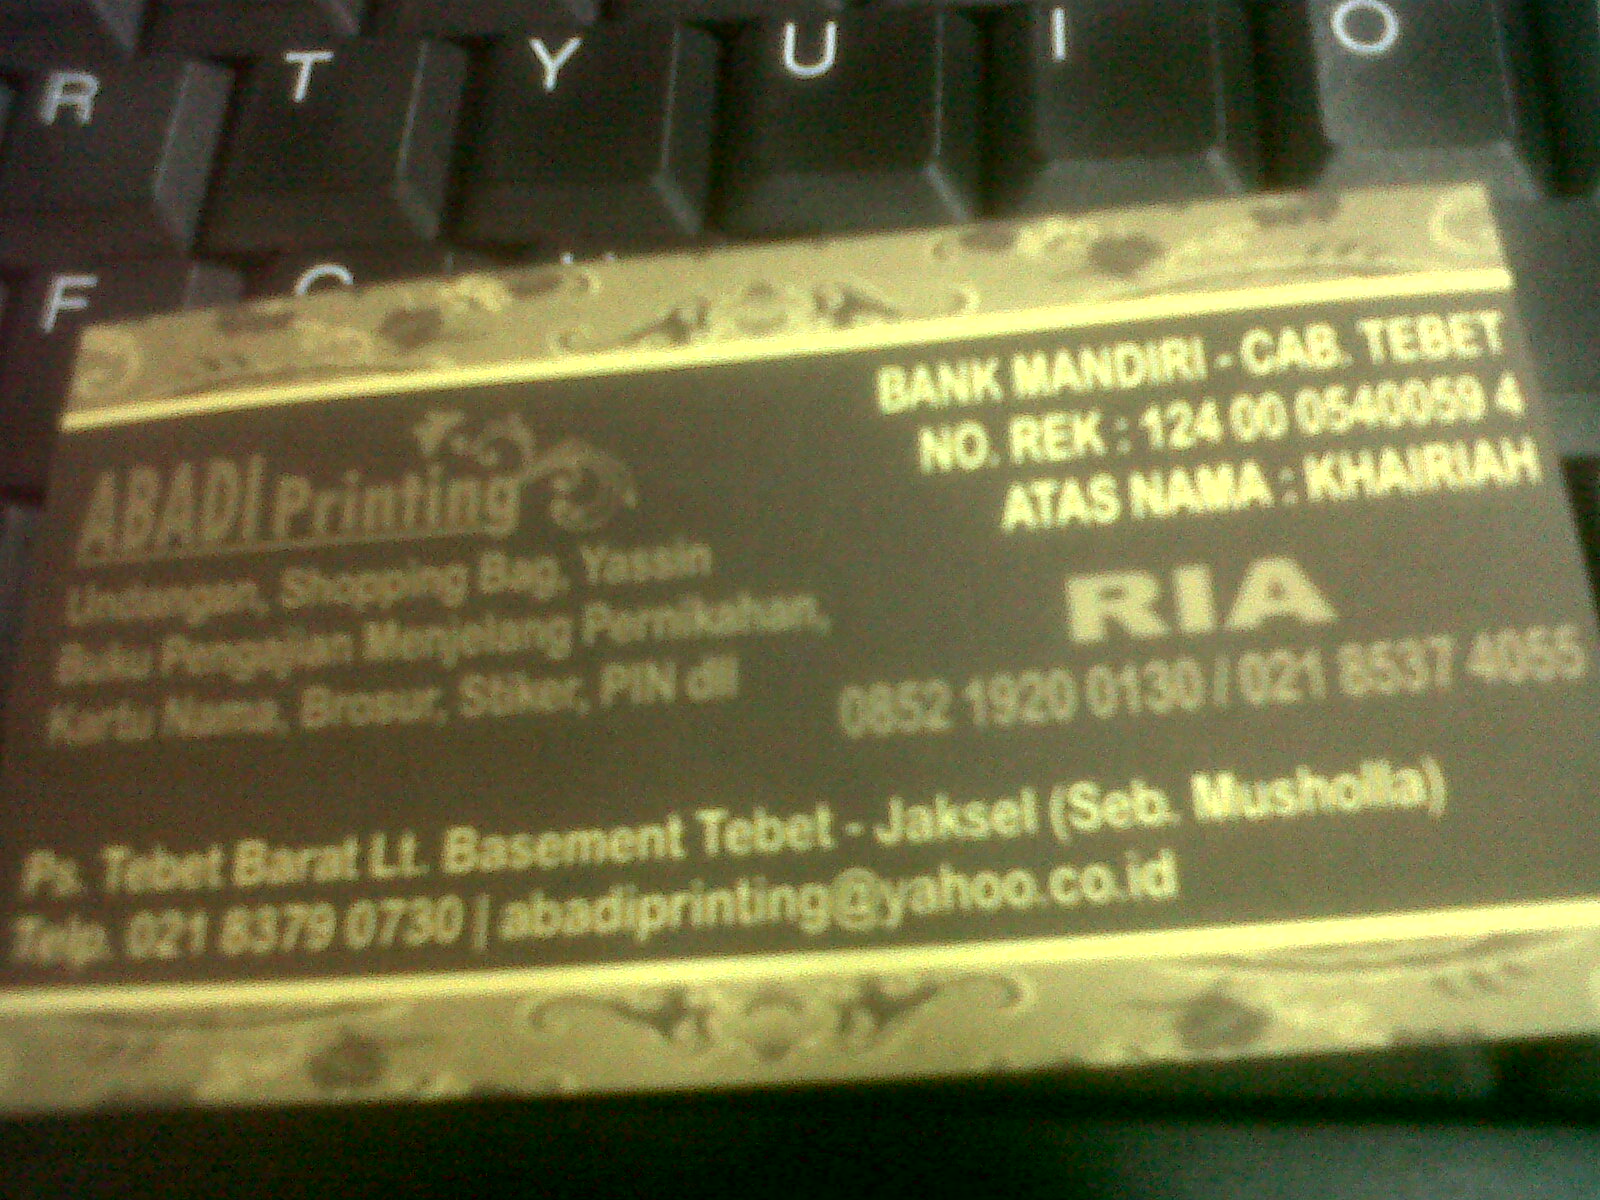 R T Y U I O
F
BANK MANDIRI - CAB. TEBET
NO. REK : 124 00 0540059 4
ATAS NAMA : KHAIRIAH
ABADI Printing
Undangan, Shopping Bag, Yassin
Buku Pengajian Menjelang Pernikahan,
Kartu Nama, Brosur, Stiker, PIN dll
RIA
0852 1920 0130 / 021 8537 4055
Ps. Tebet Barat Lt. Basement Tebet - Jaksel (Seb. Musholla)
Telp. 021 8379 0730 | abadiprinting@yahoo.co.id